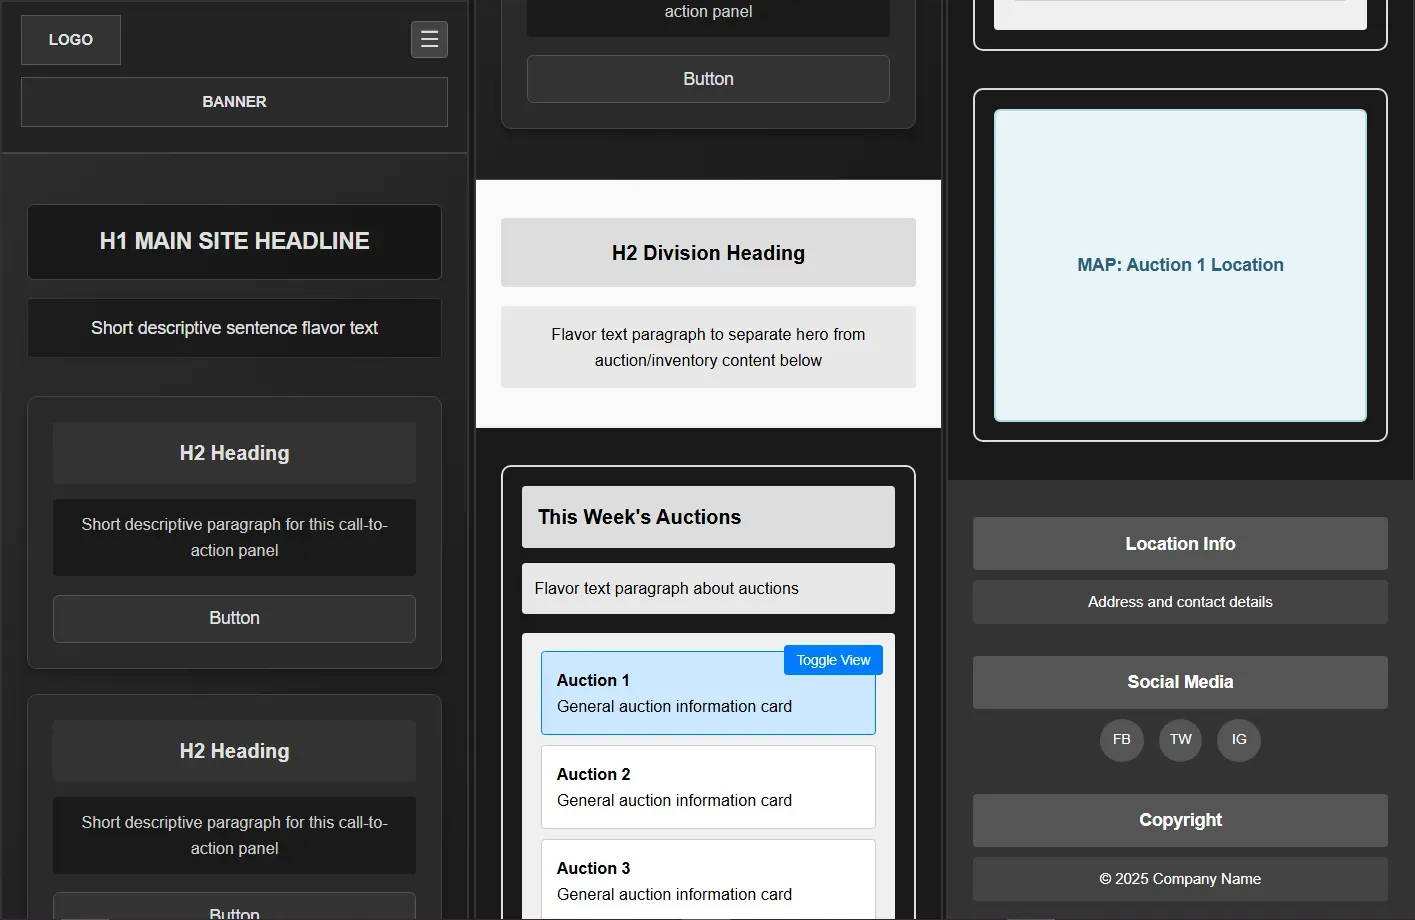 LOGO
☰
BANNER
H1 MAIN SITE HEADLINE
Short descriptive sentence flavor text
H2 Heading
Short descriptive paragraph for this call-to-
action panel
Button
H2 Heading
Short descriptive paragraph for this call-to-
action panel
Button
action panel
Button
H2 Division Heading
Flavor text paragraph to separate hero from
auction/inventory content below
This Week's Auctions
Flavor text paragraph about auctions
Toggle View
Auction 1
General auction information card
Auction 2
General auction information card
Auction 3
General auction information card
MAP: Auction 1 Location
Location Info
Address and contact details
Social Media
FB TW IG
Copyright
© 2025 Company Name